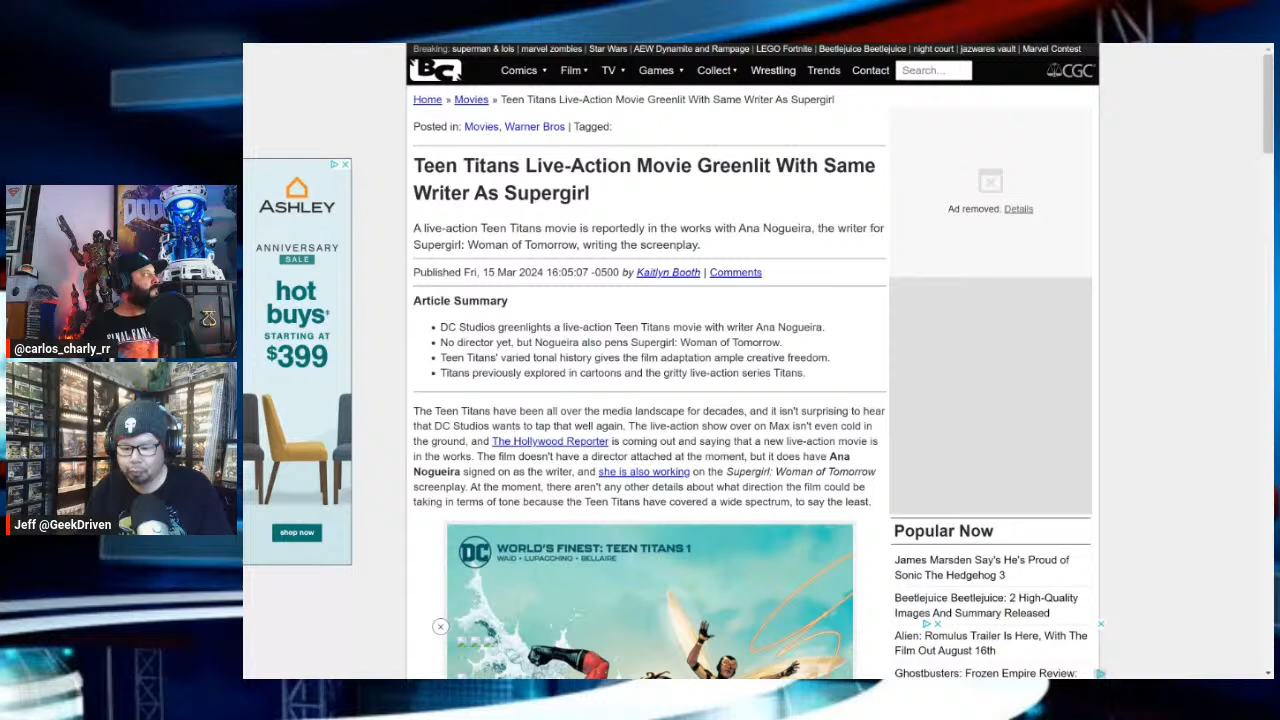 Breaking: superman & lois | marvel zombies | Star Wars | AEW Dynamite and Rampage | LEGO Fortnite | Beetlejuice Beetlejuice | night court | jazwares vault | Marvel Contest
BC
Comics Film TV Games Collect Wrestling Trends Contact Search... CGC
Home » Movies » Teen Titans Live-Action Movie Greenlit With Same Writer As Supergirl
Posted in: Movies, Warner Bros | Tagged:
Teen Titans Live-Action Movie Greenlit With Same
Writer As Supergirl
A live-action Teen Titans movie is reportedly in the works with Ana Nogueira, the writer for
Supergirl: Woman of Tomorrow, writing the screenplay.
Published Fri, 15 Mar 2024 16:05:07 -0500 by Kaitlyn Booth | Comments
Article Summary
• DC Studios greenlights a live-action Teen Titans movie with writer Ana Nogueira.
• No director yet, but Nogueira also pens Supergirl: Woman of Tomorrow.
• Teen Titans' varied tonal history gives the film adaptation ample creative freedom.
• Titans previously explored in cartoons and the gritty live-action series Titans.
The Teen Titans have been all over the media landscape for decades, and it isn't surprising to hear
that DC Studios wants to tap that well again. The live-action show over on Max isn't even cold in
the ground, and The Hollywood Reporter is coming out and saying that a new live-action movie is
in the works. The film doesn't have a director attached at the moment, but it does have Ana
Nogueira signed on as the writer, and she is also working on the Supergirl: Woman of Tomorrow
screenplay. At the moment, there aren't any other details about what direction the film could be
taking in terms of tone because the Teen Titans have covered a wide spectrum, to say the least.
DC WORLD'S FINEST: TEEN TITANS 1
WAID • LUPACCHINO • BELLAIRE
Ad removed. Details
Popular Now
James Marsden Say's He's Proud of
Sonic The Hedgehog 3
Beetlejuice Beetlejuice: 2 High-Quality
Images And Summary Released
Alien: Romulus Trailer Is Here, With The
Film Out August 16th
Ghostbusters: Frozen Empire Review:
ASHLEY
ANNIVERSARY
SALE
hot
buys
STARTING AT
$399
shop now
DOOM
@carlos_charly_rr
Jeff @GeekDriven